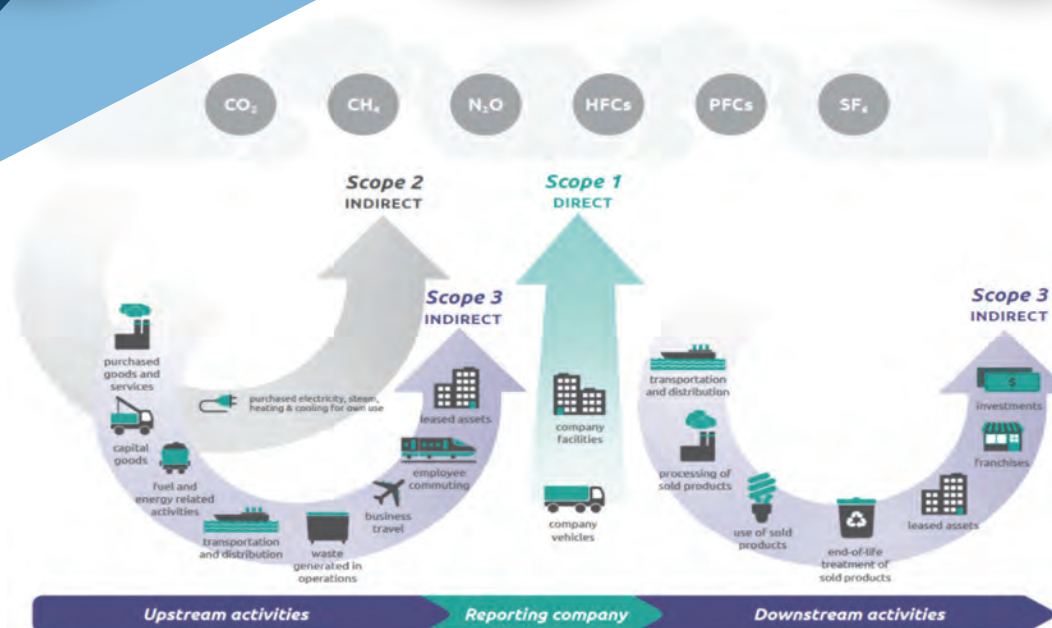 CO₂
CH₄
N₂O
HFCs
PFCs
SF₆
Scope 2
INDIRECT
Scope 1
DIRECT
Scope 3
INDIRECT
Scope 3
INDIRECT
purchased
goods and
services
capital
goods
fuel and
energy related
activities
transportation
and distribution
waste
generated in
operations
business
travel
employee
commuting
leased assets
purchased electricity, steam,
heating & cooling for own use
company
facilities
company
vehicles
transportation
and distribution
processing of
sold products
use of sold
products
end-of-life
treatment of
sold products
leased assets
franchises
investments
$
Upstream activities
Reporting company
Downstream activities